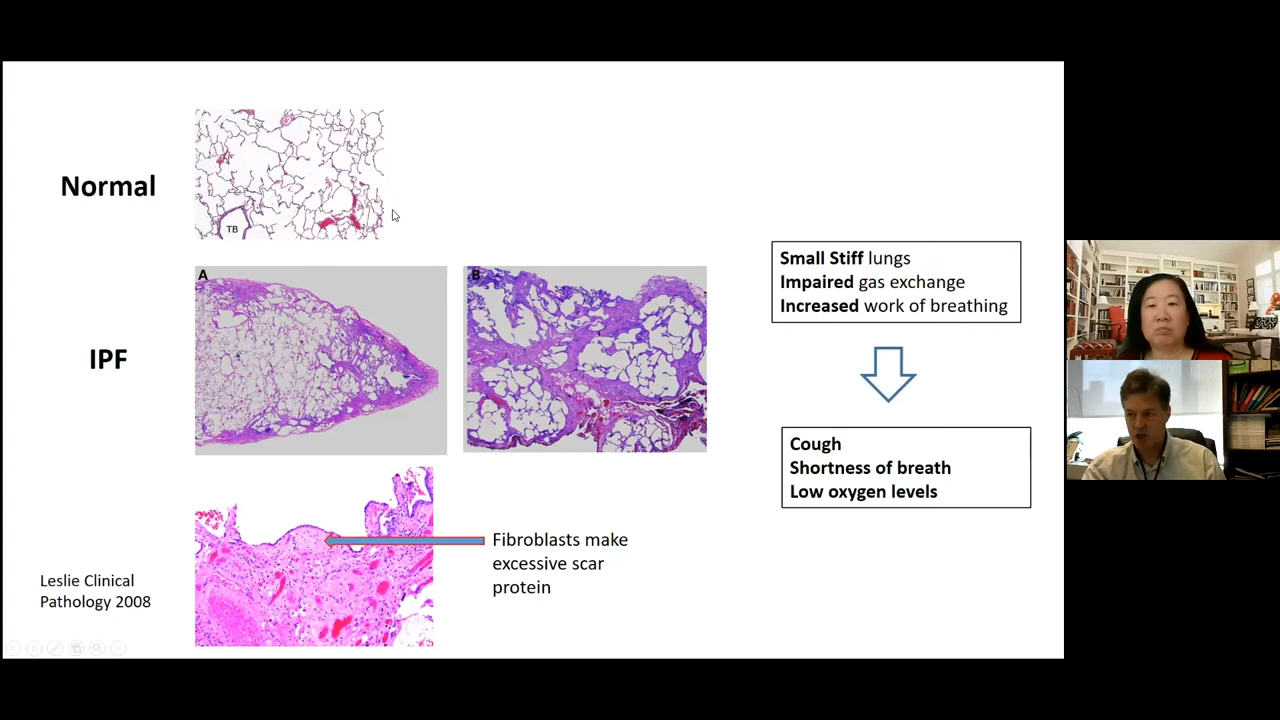 Normal
TB
IPF
A
B
Small Stiff lungs
Impaired gas exchange
Increased work of breathing
Cough
Shortness of breath
Low oxygen levels
Fibroblasts make
excessive scar
protein
Leslie Clinical
Pathology 2008